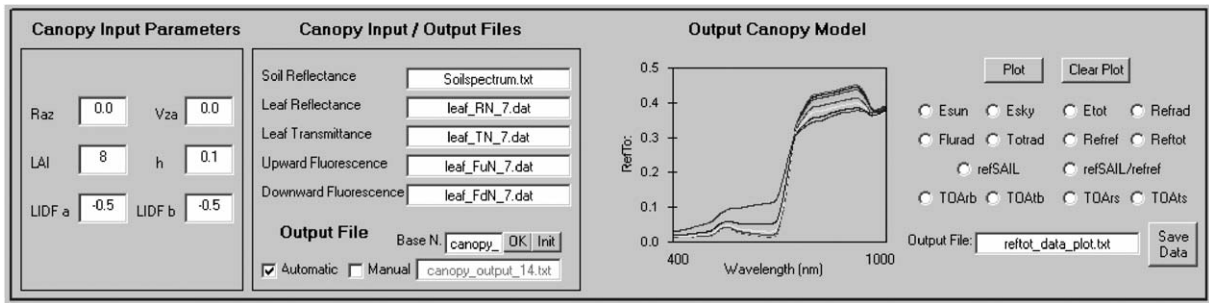 Canopy Input Parameters
Raz 0.0 Vza 0.0
LAI 8 h 0.1
LIDF a -0.5 LIDF b -0.5
Canopy Input / Output Files
Soil Reflectance Soilspectrum.txt
Leaf Reflectance leaf_RN_7.dat
Leaf Transmittance leaf_TN_7.dat
Upward Fluorescence leaf_FuN_7.dat
Downward Fluorescence leaf_FdN_7.dat
Output File Base N. canopy_ OK Init
Automatic Manual canopy_output_14.txt
Output Canopy Model
0.5
0.4
0.3
0.2
0.1
0.0
RefTo:
400 1000
Wavelength (nm)
Plot Clear Plot
Esun Esky Etot Refrad
Flurad Totrad Refref Reftot
refSAIL refSAIL/refref
TOArb TOAtb TOArs TOAts
Output File: reftot_data_plot.txt Save Data